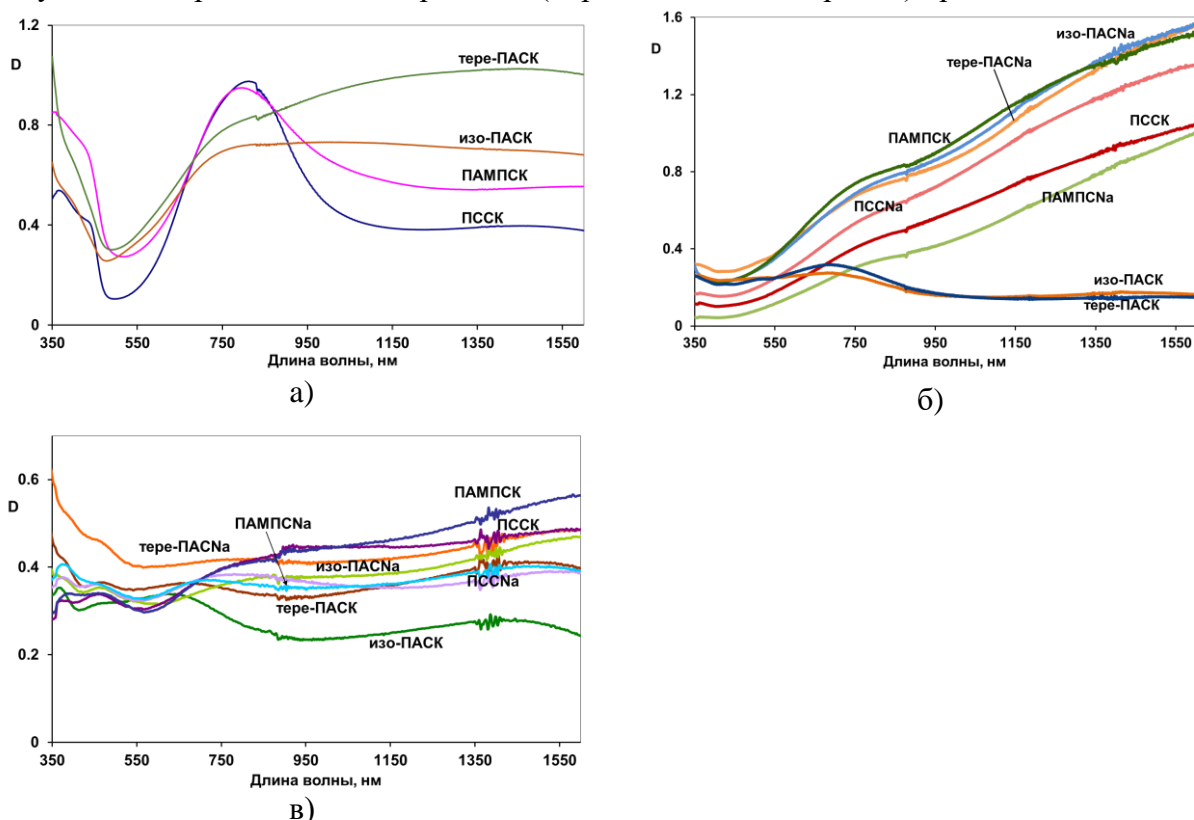 1.2
D
0.8
0.4
0
тере-ПАСК
изо-ПАСК
ПАМПСК
ПССК
350 550 750 950 1150 1350 1550
Длина волны, нм
а)
1.6
D
1.2
0.8
0.4
0
изо-ПАСNa
тере-ПАСNa
ПАМПСК
ПССК
ПССNa
ПАМПСNa
изо-ПАСК
тере-ПАСК
350 550 750 950 1150 1350 1550
Длина волны, нм
б)
0.6
D
0.4
0.2
0
ПАМПСК
ПАМПСNa
ПССК
тере-ПАСNa
изо-ПАСNa
ПССNa
тере-ПАСК
изо-ПАСК
350 550 750 950 1150 1350 1550
Длина волны, нм
в)